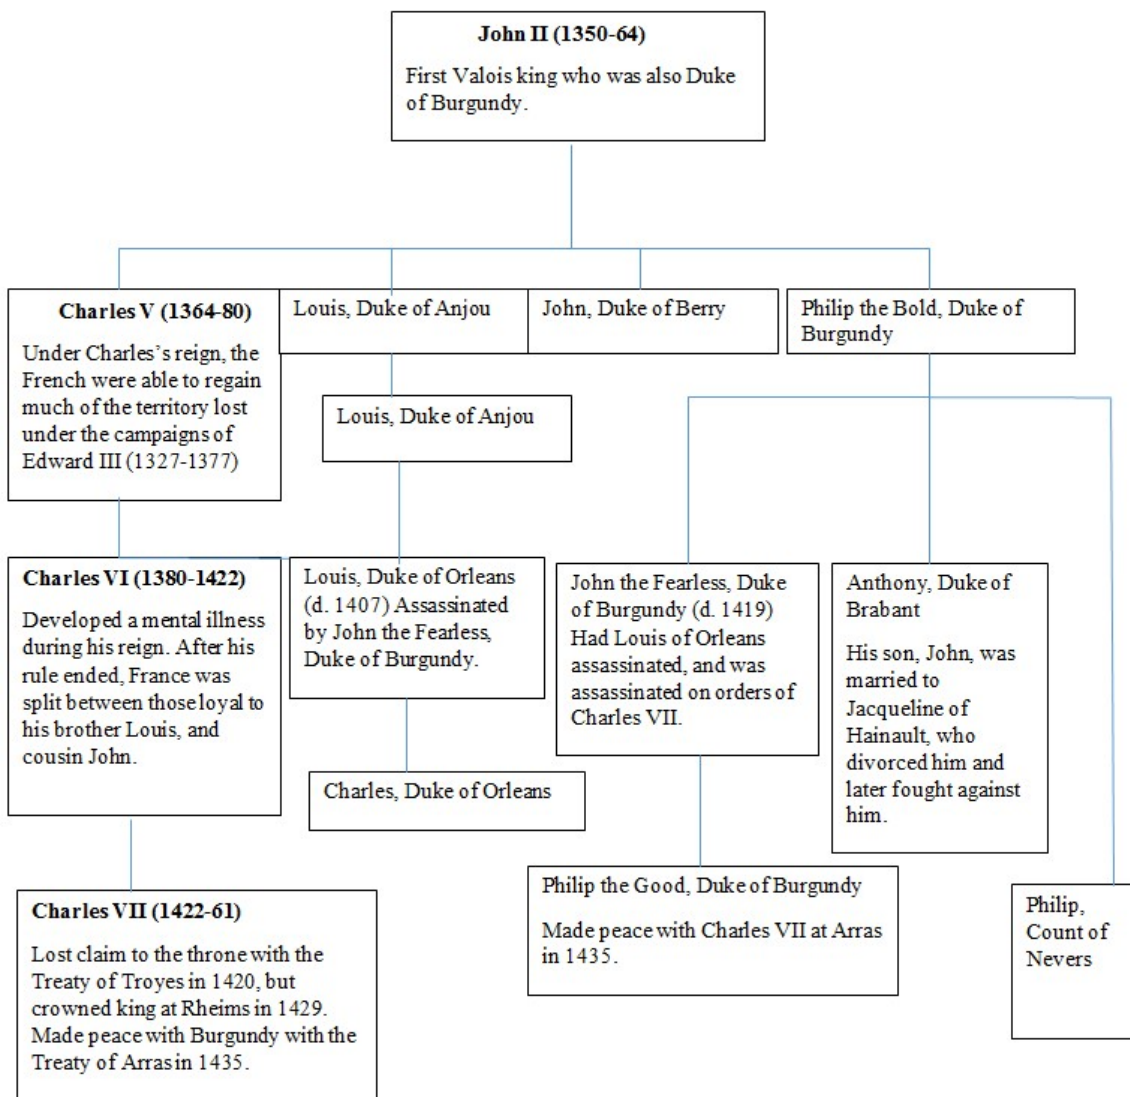 John II (1350-64)
First Valois king who was also Duke
of Burgundy.
Charles V (1364-80)
Under Charles’s reign, the
French were able to regain
much of the territory lost
under the campaigns of
Edward III (1327-1377)
Louis, Duke of Anjou
John, Duke of Berry
Philip the Bold, Duke of
Burgundy
Louis, Duke of Anjou
Charles VI (1380-1422)
Developed a mental illness
during his reign. After his
rule ended, France was
split between those loyal to
his brother Louis, and
cousin John.
Louis, Duke of Orleans
(d. 1407) Assassinated
by John the Fearless,
Duke of Burgundy.
John the Fearless, Duke
of Burgundy (d. 1419)
Had Louis of Orleans
assassinated, and was
assassinated on orders of
Charles VII.
Anthony, Duke of
Brabant
His son, John, was
married to
Jacqueline of
Hainault, who
divorced him and
later fought against
him.
Charles, Duke of Orleans
Philip the Good, Duke of Burgundy
Made peace with Charles VII at Arras
in 1435.
Philip,
Count of
Nevers
Charles VII (1422-61)
Lost claim to the throne with the
Treaty of Troyes in 1420, but
crowned king at Rheims in 1429.
Made peace with Burgundy with the
Treaty of Arras in 1435.